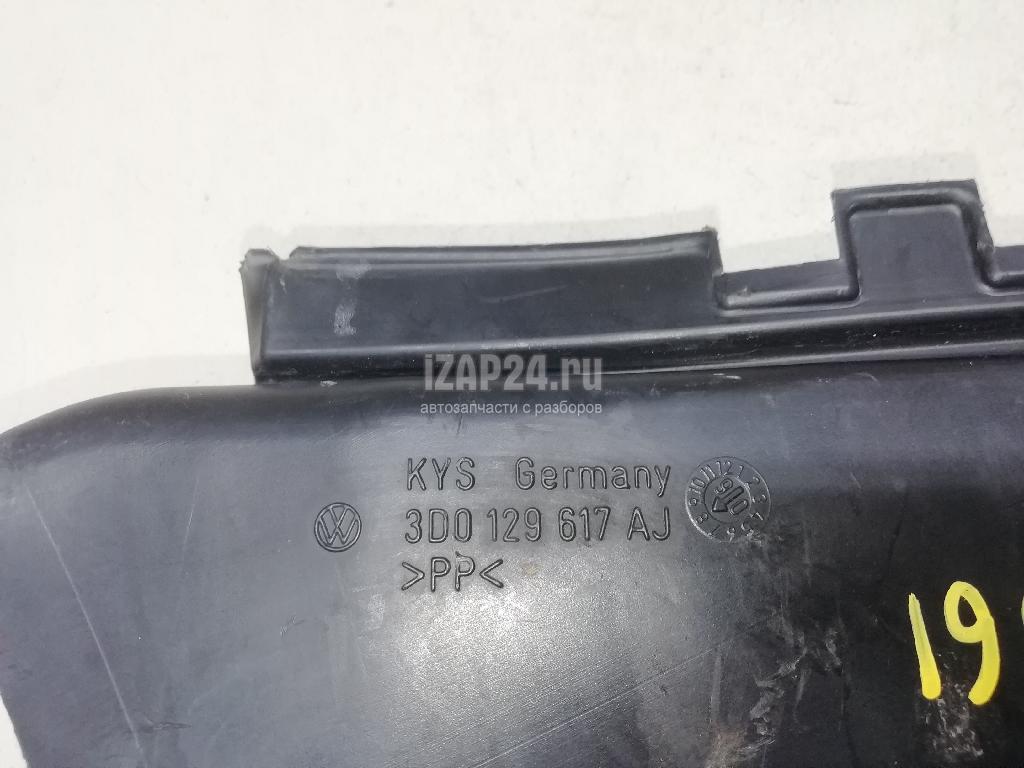 iZAP24.ru
автозапчасти с разборов
KYS Germany
3D0 129 617 AJ
>PP<
19